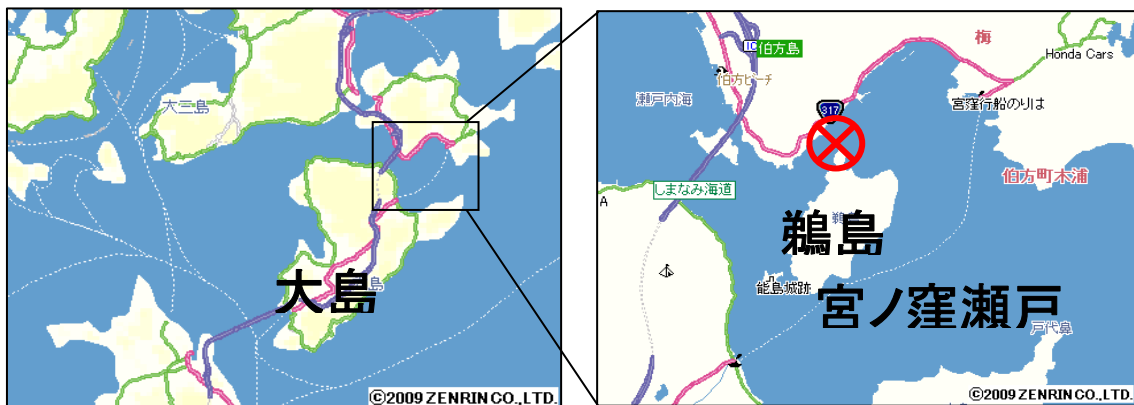 大三島
大島
©2009 ZENRIN CO.,LTD.
IC 伯方島
梅
Honda Cars
伯方ビーチ
瀬戸内海
317
宮窪行船のりば
伯方町木浦
しまなみ海道
A
鵜島
能島城跡
宮ノ窪瀬戸
戸代鼻
©2009 ZENRIN CO.,LTD.